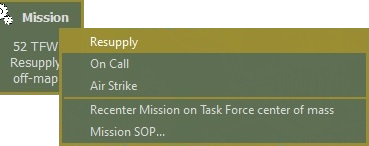 Mission
52 TFW
Resupply
off-map
Resupply
On Call
Air Strike
Recenter Mission on Task Force center of mass
Mission SOP...